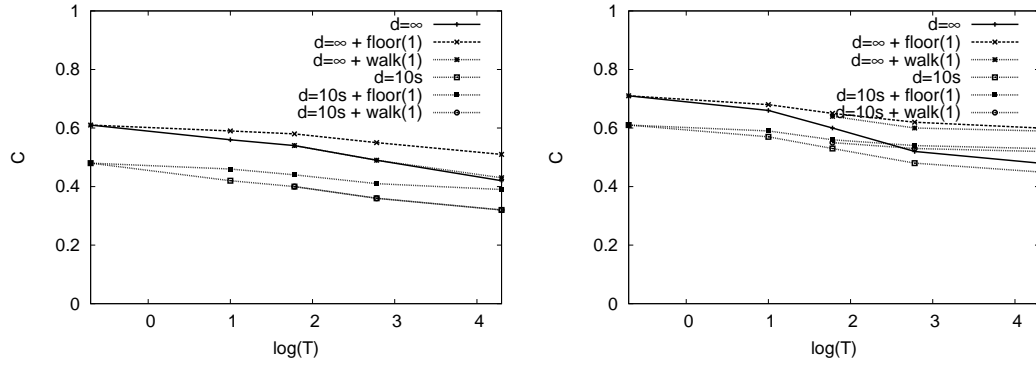 1
0.8
0.6
0.4
0.2
0
C
0 1 2 3 4
log(T)
d=∞
d=∞ + floor(1)
d=∞ + walk(1)
d=10s
d=10s + floor(1)
d=10s + walk(1)
1
0.8
0.6
0.4
0.2
0
C
0 1 2 3 4
log(T)
d=∞
d=∞ + floor(1)
d=∞ + walk(1)
d=10s
d=10s + floor(1)
d=10s + walk(1)